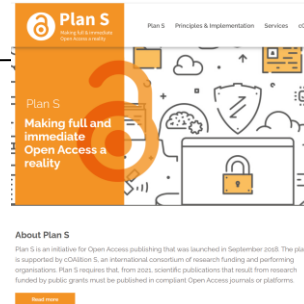 Plan S
Making full & immediate
Open Access a reality
Plan S Principles & Implementation Services
Plan S
Making full and
immediate
Open Access a
reality
About Plan S
Plan S is an initiative for Open Access publishing that was launched in September 2018. The
is supported by cOAlition S, an international consortium of research funding and performing
organisations. Plan S requires that, from 2021, scientific publications that result from research
funded by public grants must be published in compliant Open Access journals or platforms.
Read more